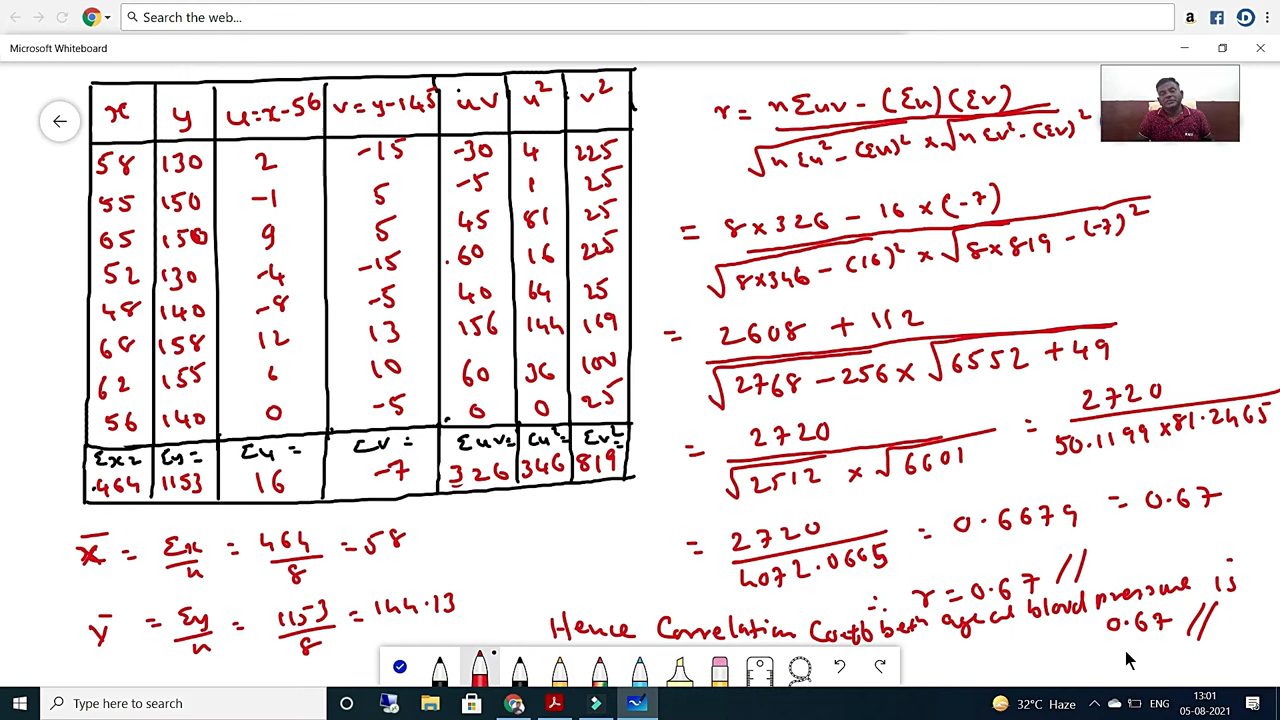 Search the web...
Microsoft Whiteboard
x y u=x-56 v=y-145 uv u² v²
58 130 2 -15 -30 4 225
55 150 -1 5 -5 1 25
65 150 9 5 45 81 25
52 130 -4 -15 60 16 225
48 140 -8 -5 40 64 25
68 158 12 13 156 144 169
62 155 6 10 60 36 100
56 140 0 -5 0 0 25
Σx= Σy= Σu= Σv= Σuv= Σu²= Σv²=
464 1153 16 -7 326 346 819
x̄ = Σx/n = 464/8 = 58
ȳ = Σy/n = 1153/8 = 144.13
r = nΣuv - (Σu)(Σv) / √nΣu² - (Σu)² × √nΣv² - (Σv)²
= 8×326 - 16×(-7) / √8×346 - (16)² × √8×819 - (-7)²
= 2608 + 112 / √2768 - 256 × √6552 + 49
= 2720 / √2512 × √6601 = 2720 / 50.1199×81.2465
= 2720 / 4072.0665 = 0.6679 = 0.67
∴ r = 0.67 //
Hence Correlation blood pressure is
0.67 //
Type here to search
32°C Haze
ENG
13:01
05-08-2021